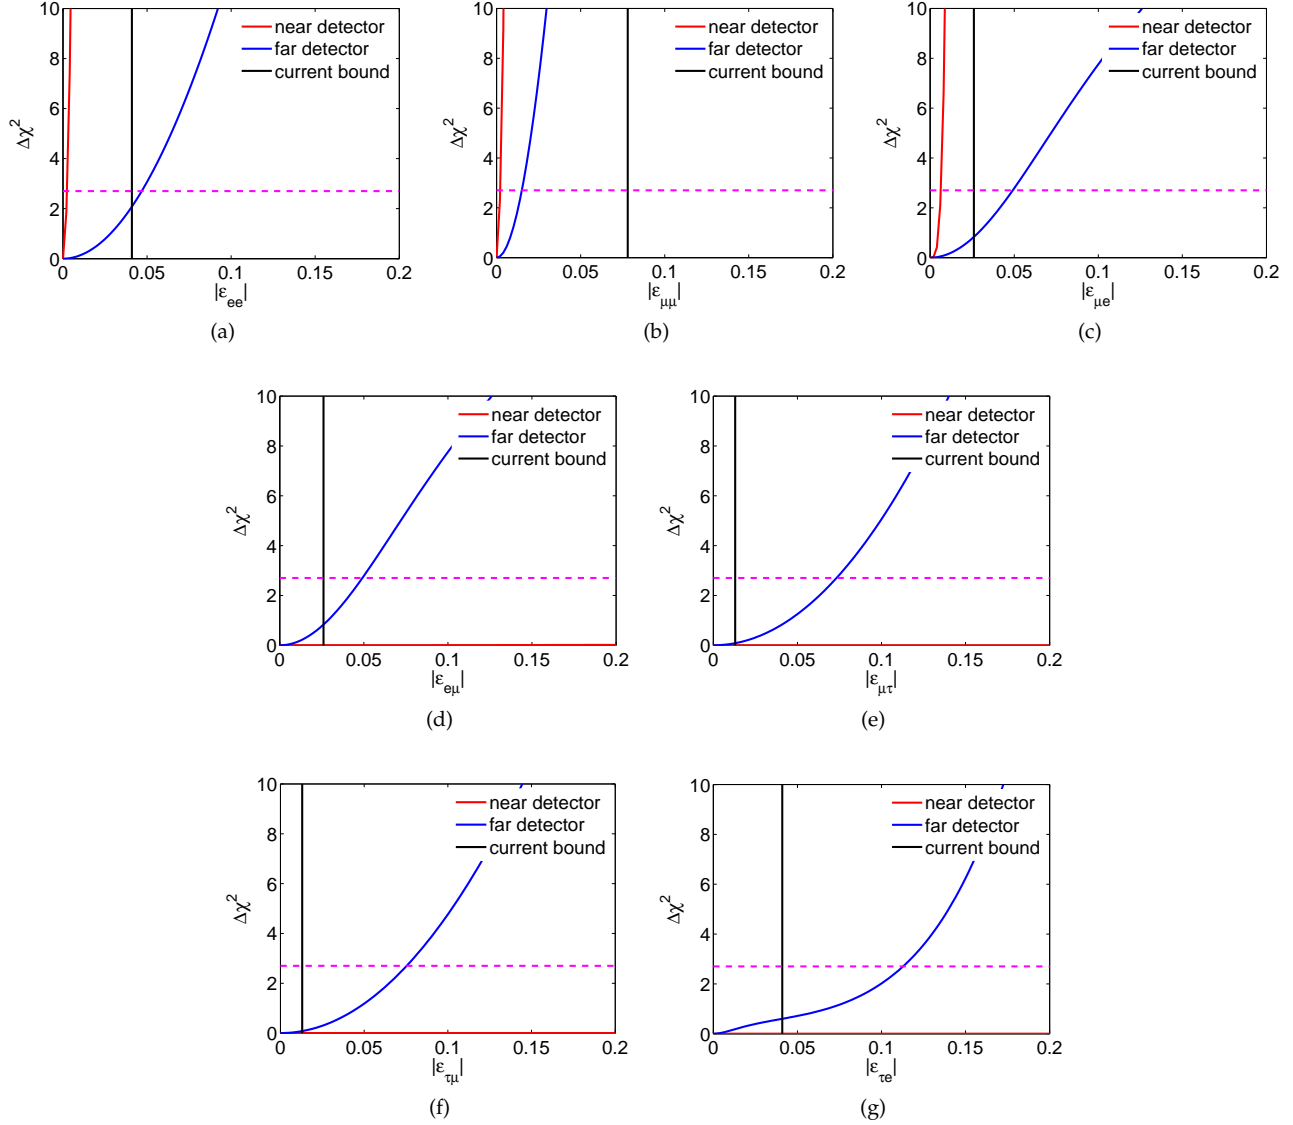 10
8
6
4
2
0
Δχ²
near detector
far detector
current bound
0 0.05 0.1 0.15 0.2
|ε_ee|
(a)
10
8
6
4
2
0
Δχ²
near detector
far detector
current bound
0 0.05 0.1 0.15 0.2
|ε_μμ|
(b)
10
8
6
4
2
0
Δχ²
near detector
far detector
current bound
0 0.05 0.1 0.15 0.2
|ε_μe|
(c)
10
8
6
4
2
0
Δχ²
near detector
far detector
current bound
0 0.05 0.1 0.15 0.2
|ε_eμ|
(d)
10
8
6
4
2
0
Δχ²
near detector
far detector
current bound
0 0.05 0.1 0.15 0.2
|ε_μτ|
(e)
10
8
6
4
2
0
Δχ²
near detector
far detector
current bound
0 0.05 0.1 0.15 0.2
|ε_τμ|
(f)
10
8
6
4
2
0
Δχ²
near detector
far detector
current bound
0 0.05 0.1 0.15 0.2
|ε_τe|
(g)